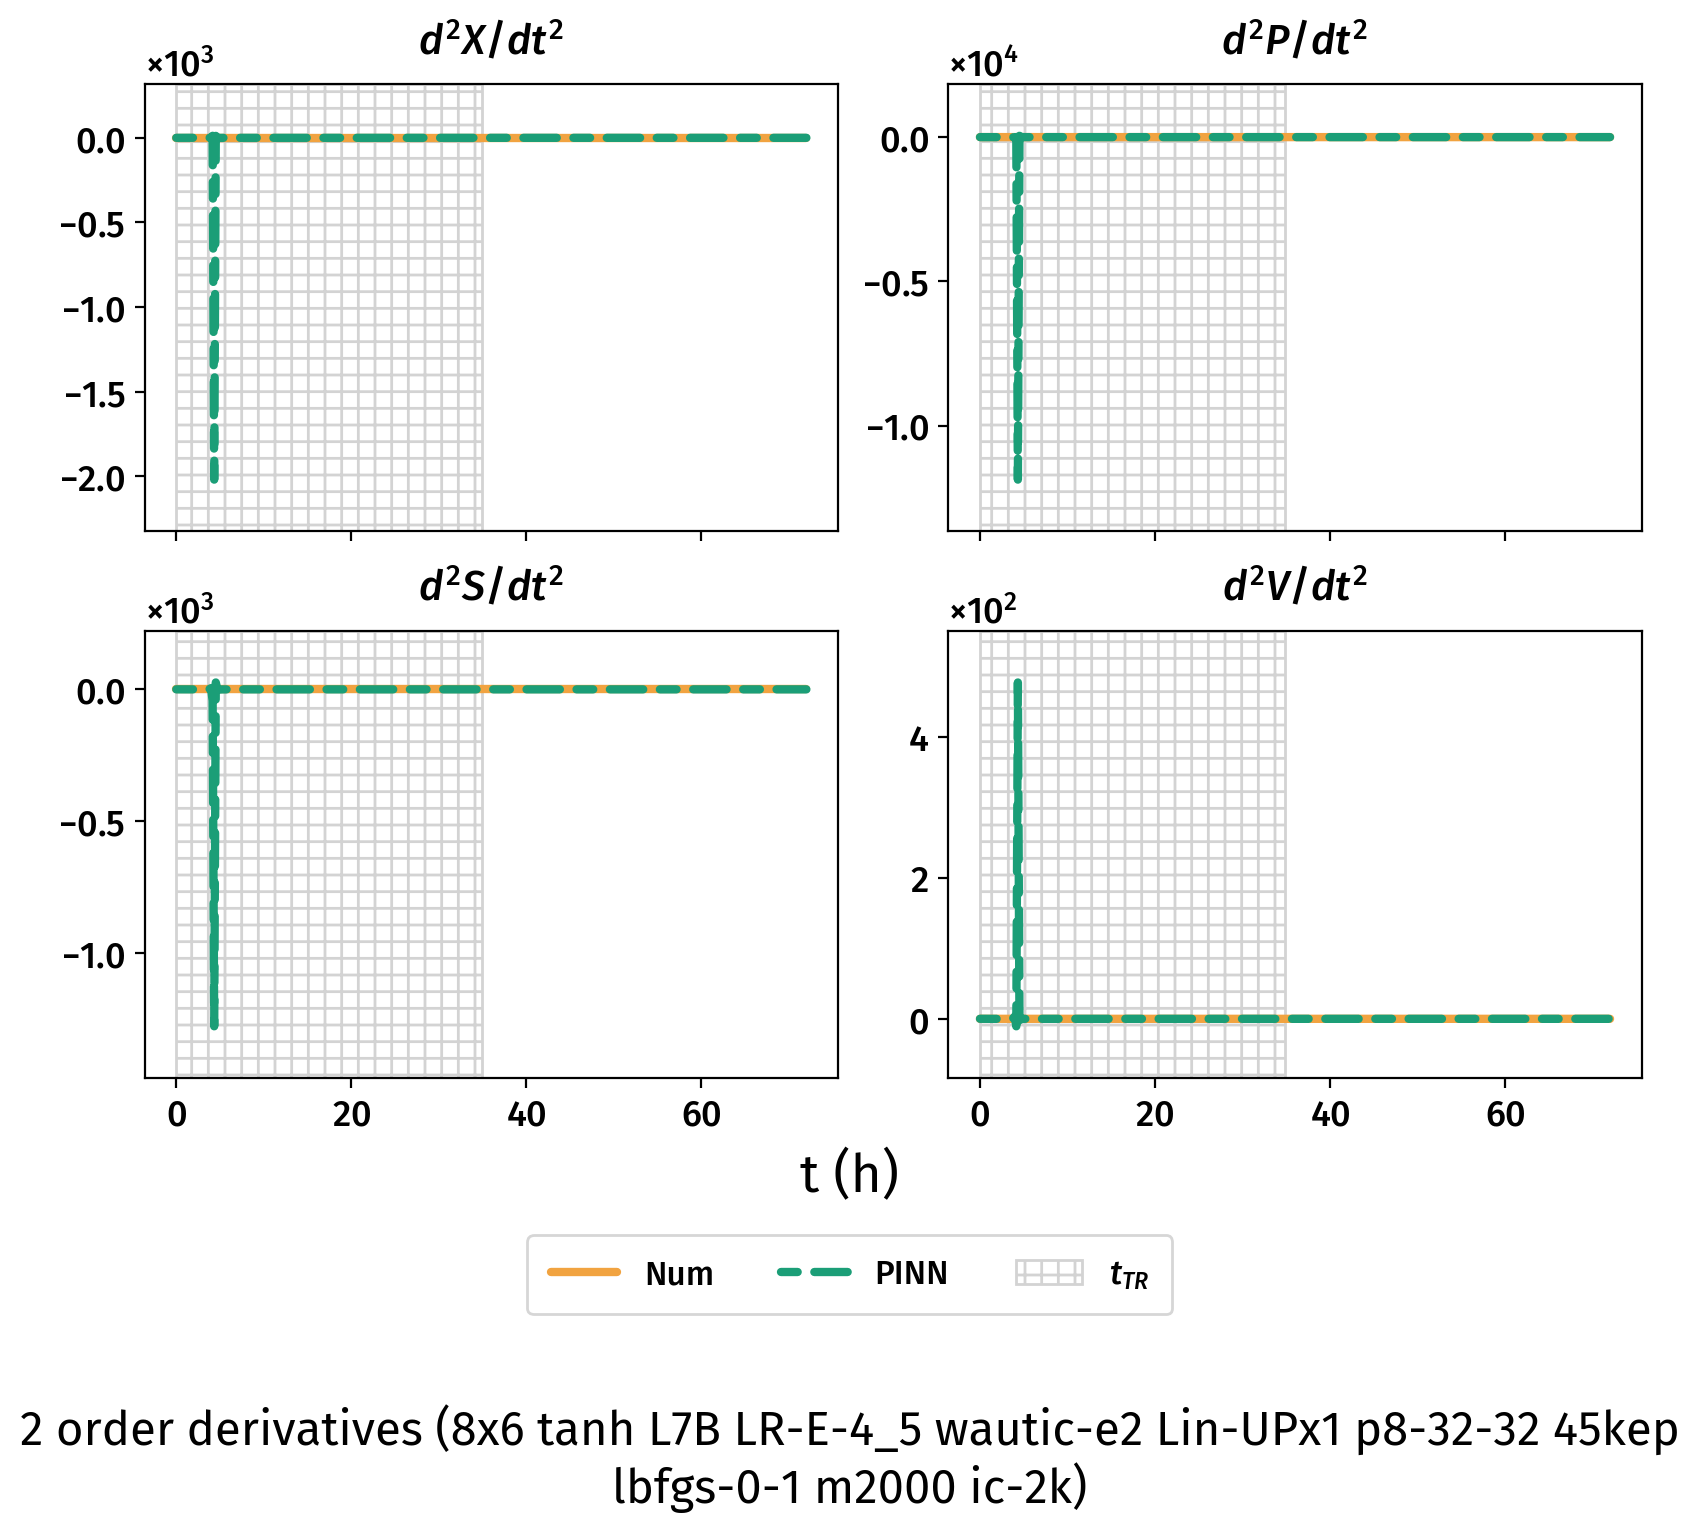 d²X/dt²
×10³
0.0
−0.5
−1.0
−1.5
−2.0
d²P/dt²
×10⁴
0.0
−0.5
−1.0
d²S/dt²
×10³
0.0
−0.5
−1.0
0 20 40 60
d²V/dt²
×10²
4
2
0
0 20 40 60
t (h)
Num PINN t_TR
2 order derivatives (8x6 tanh L7B LR-E-4_5 wautic-e2 Lin-UPx1 p8-32-32 45kep
lbfgs-0-1 m2000 ic-2k)